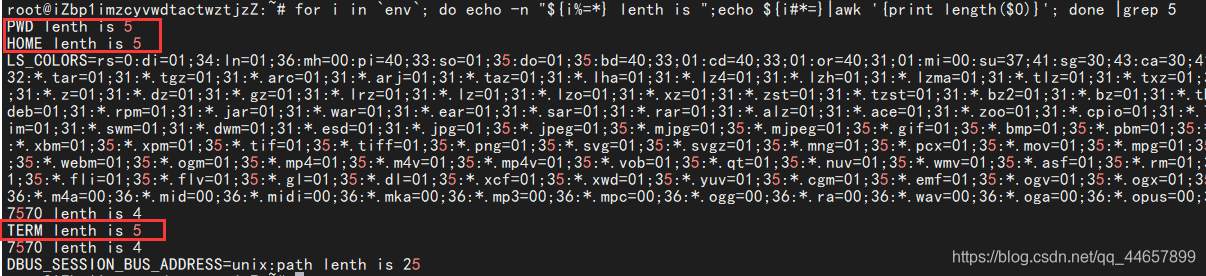 root@iZbp1imzcyvwdtactwztjzZ:~# for i in `env`; do echo -n "${i%=*} lenth is ";echo ${i#*=}|awk '{print length($0)}'; done |grep 5
PWD lenth is 5
HOME lenth is 5
LS_COLORS=rs=0:di=01;34:ln=01;36:mh=00:pi=40;33:so=01;35:do=01;35:bd=40;33;01:cd=40;33;01:or=40;31;01:mi=00:su=37;41:sg=30;43:ca=30;41
32:*.tar=01;31:*.tgz=01;31:*.arc=01;31:*.arj=01;31:*.taz=01;31:*.lha=01;31:*.lz4=01;31:*.lzh=01;31:*.lzma=01;31:*.tlz=01;31:*.txz=01;
;31:*.z=01;31:*.dz=01;31:*.gz=01;31:*.lrz=01;31:*.lz=01;31:*.lzo=01;31:*.xz=01;31:*.zst=01;31:*.tzst=01;31:*.bz2=01;31:*.bz=01;31:*.tb
deb=01;31:*.rpm=01;31:*.jar=01;31:*.war=01;31:*.ear=01;31:*.sar=01;31:*.rar=01;31:*.alz=01;31:*.ace=01;31:*.zoo=01;31:*.cpio=01;31:*.7
im=01;31:*.swm=01;31:*.dwm=01;31:*.esd=01;31:*.jpg=01;35:*.jpeg=01;35:*.mjpg=01;35:*.mjpeg=01;35:*.gif=01;35:*.bmp=01;35:*.pbm=01;35:
:*.xbm=01;35:*.xpm=01;35:*.tif=01;35:*.tiff=01;35:*.png=01;35:*.svg=01;35:*.svgz=01;35:*.mng=01;35:*.pcx=01;35:*.mov=01;35:*.mpg=01;35
;35:*.webm=01;35:*.ogm=01;35:*.mp4=01;35:*.m4v=01;35:*.mp4v=01;35:*.vob=01;35:*.qt=01;35:*.nuv=01;35:*.wmv=01;35:*.asf=01;35:*.rm=01;
1;35:*.fli=01;35:*.flv=01;35:*.gl=01;35:*.dl=01;35:*.xcf=01;35:*.xwd=01;35:*.yuv=01;35:*.cgm=01;35:*.emf=01;35:*.ogv=01;35:*.ogx=01;35
36:*.m4a=00;36:*.mid=00;36:*.midi=00;36:*.mka=00;36:*.mp3=00;36:*.mpc=00;36:*.ogg=00;36:*.ra=00;36:*.wav=00;36:*.oga=00;36:*.opus=00;3
7570 lenth is 4
TERM lenth is 5
7570 lenth is 4
DBUS_SESSION_BUS_ADDRESS=unix:path lenth is 25
https://blog.csdn.net/qq_44657899